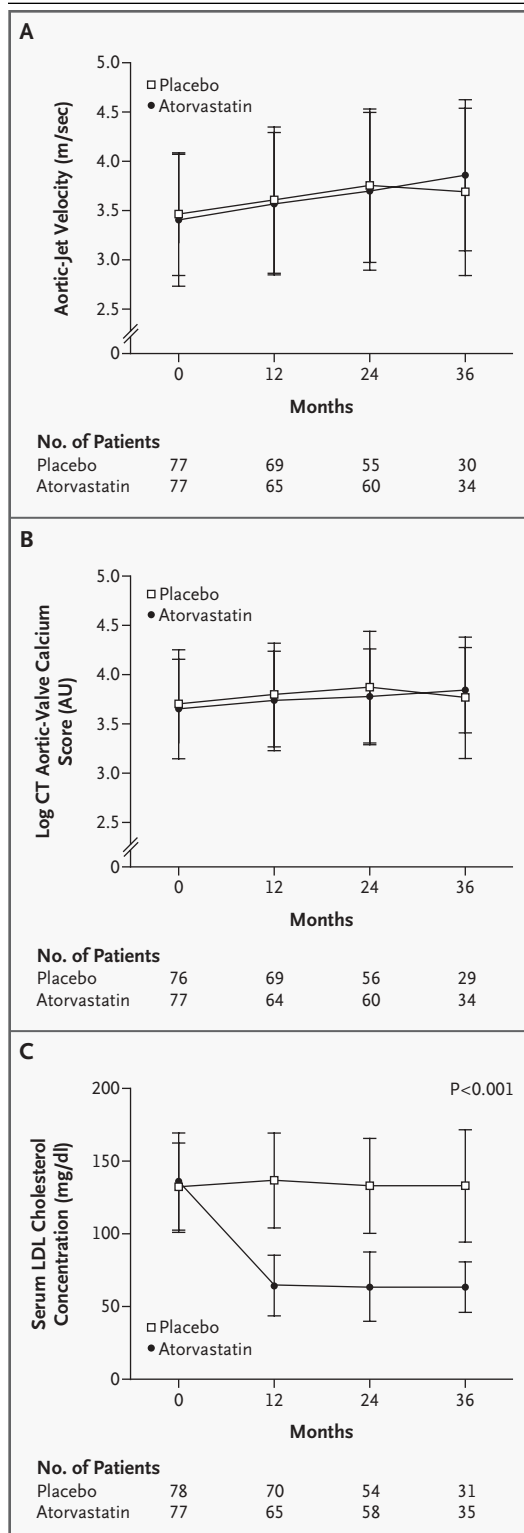 A
5.0
4.5
4.0
3.5
3.0
2.5
0
Aortic-Jet Velocity (m/sec)
Placebo
Atorvastatin
0 12 24 36
Months
No. of Patients
Placebo 77 69 55 30
Atorvastatin 77 65 60 34
B
5.0
4.5
4.0
3.5
3.0
2.5
0
Log CT Aortic-Valve Calcium
Score (AU)
Placebo
Atorvastatin
0 12 24 36
Months
No. of Patients
Placebo 76 69 56 29
Atorvastatin 77 64 60 34
C
200
150
100
50
0
Serum LDL Cholesterol
Concentration (mg/dl)
P<0.001
Placebo
Atorvastatin
0 12 24 36
Months
No. of Patients
Placebo 78 70 54 31
Atorvastatin 77 65 58 35